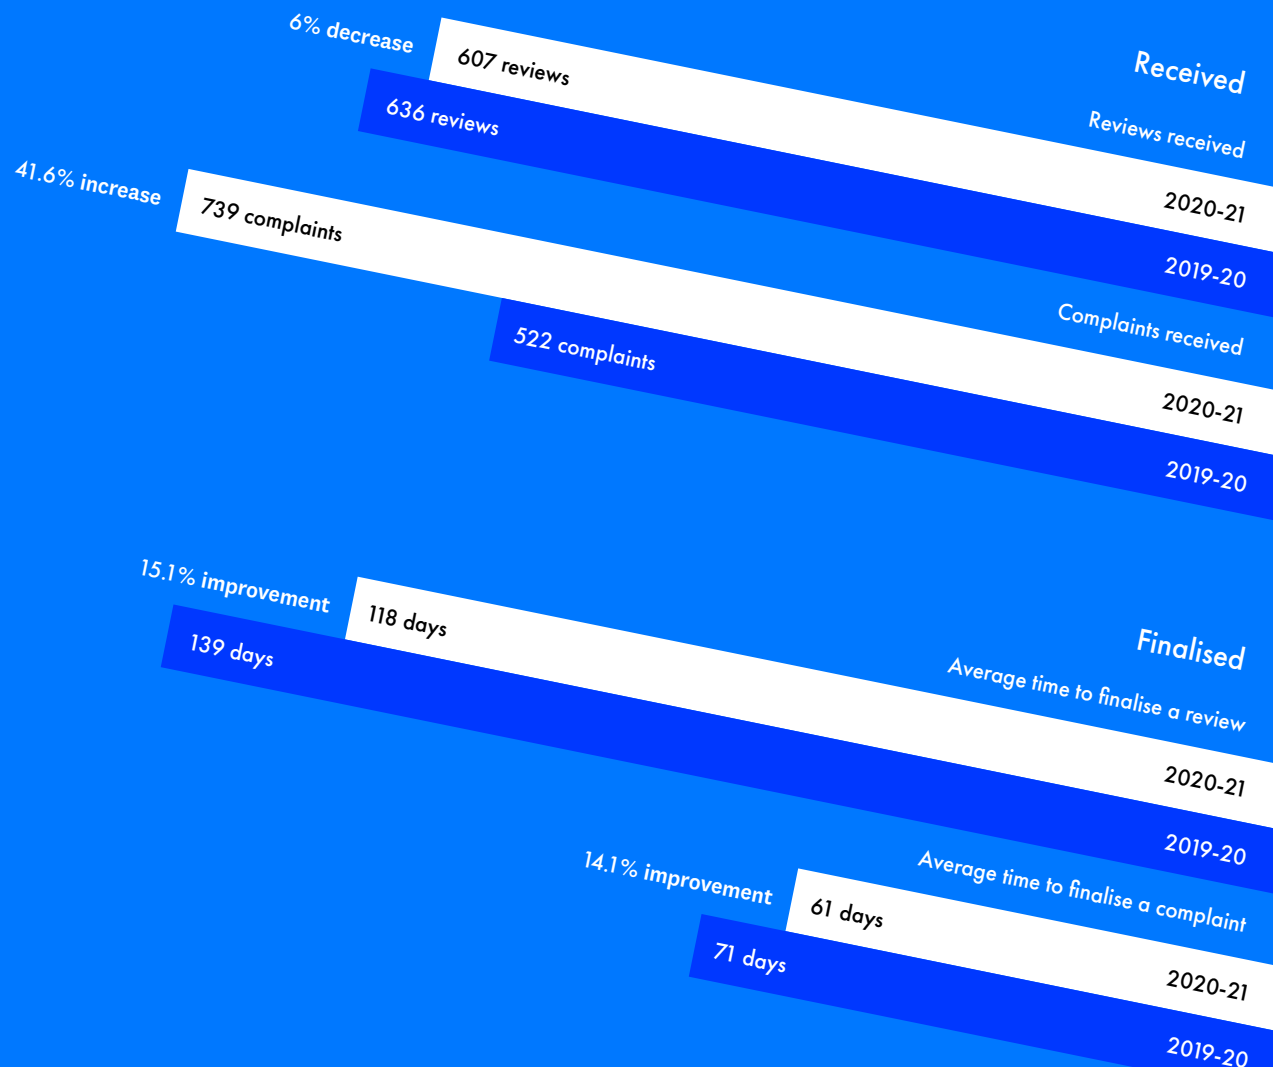 Received
Reviews received
6% decrease
607 reviews
2020-21
636 reviews
2019-20
Complaints received
41.6% increase
739 complaints
2020-21
522 complaints
2019-20
Finalised
Average time to finalise a review
15.1% improvement
118 days
2020-21
139 days
2019-20
Average time to finalise a complaint
14.1% improvement
61 days
2020-21
71 days
2019-20